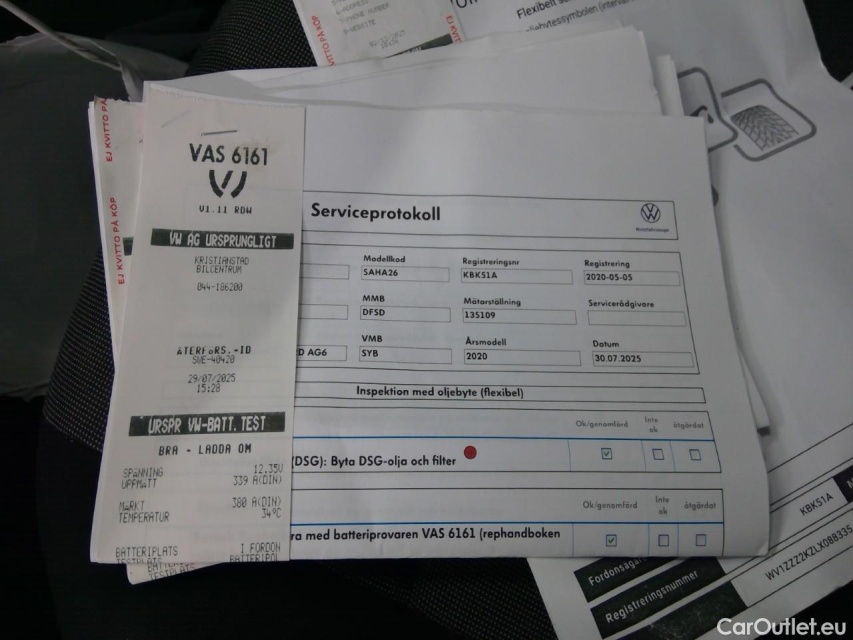 EJ KVITTO PÅ KÖP
VAS 6161
V1.11 ROW
VW AG URSPRUNGLIGT
KRISTIANSTAD
BILCENTRUM
044-186200
ÅTERFöRS.-ID
SWE-40420
29/07/2025
15:28
URSPR VW-BATT.TEST
BRA - LADDA OM
SPäNNING 12.35V
UPPMÄTT 339 A(DIN)
MäRKT 380 A(DIN)
TEMPERATUR 34°C
BATTERIPLATS I FORDON
Serviceprotokoll
Modellkod
Registreringsnr
Registrering
SAHA26
KBK51A
2020-05-05
MMB
Mätarställning
Servicerådgivare
DFSD
135109
VMB
Årsmodell
Datum
D AG6
SYB
2020
30.07.2025
Inspektion med oljebyte (flexibel)
Ok/genomförd
Inte ok
åtgärdat
(DSG): Byta DSG-olja och filter
Ok/genomförd
Inte ok
åtgärdat
ra med batteriprovaren VAS 6161 (rephandboken
KBK51A
Registreringsnummer
CarOutlet.eu